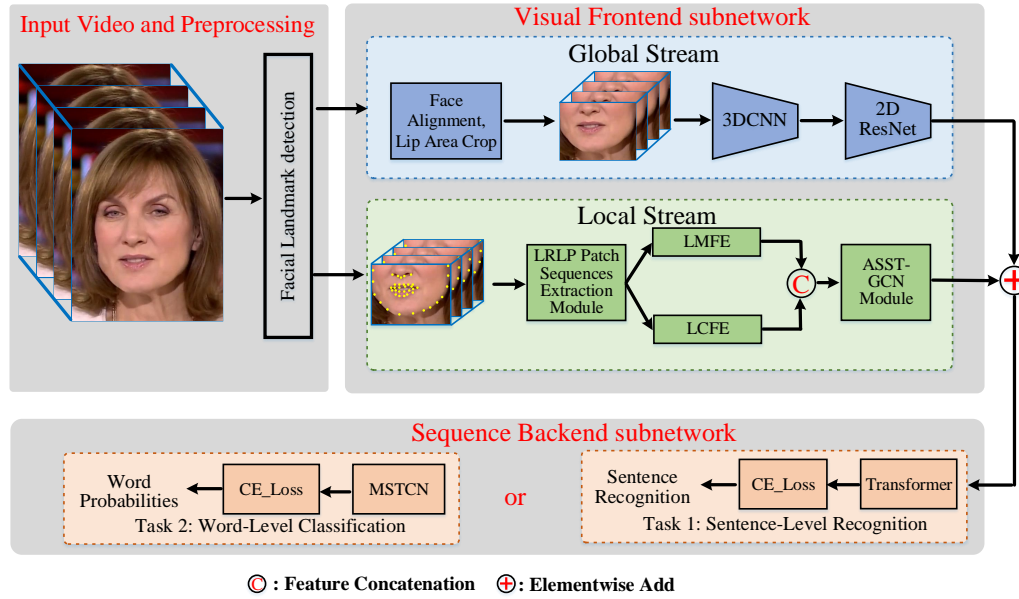 Input Video and Preprocessing
Facial Landmark detection
Visual Frontend subnetwork
Global Stream
Face
Alignment,
Lip Area Crop
3DCNN
2D
ResNet
Local Stream
LRLP Patch
Sequences
Extraction
Module
LMFE
LCFE
C
ASST-
GCN
Module
+
Sequence Backend subnetwork
Word
Probabilities
CE_Loss
MSTCN
Task 2: Word-Level Classification
or
Sentence
Recognition
CE_Loss
Transformer
Task 1: Sentence-Level Recognition
C : Feature Concatenation
+ : Elementwise Add